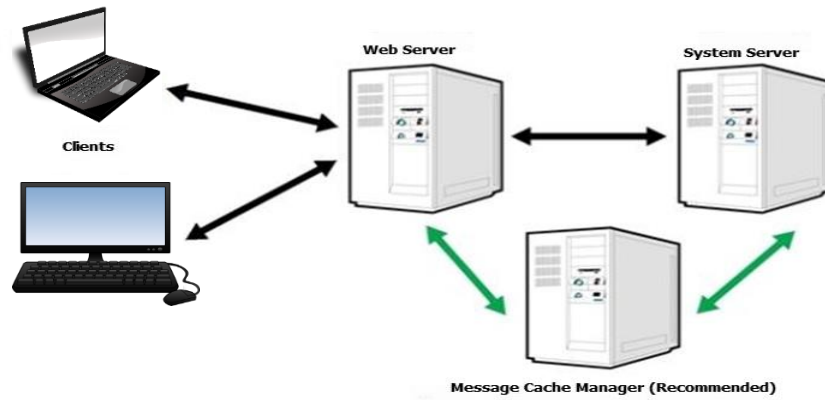 Web Server
System Server
Clients
Message Cache Manager (Recommended)